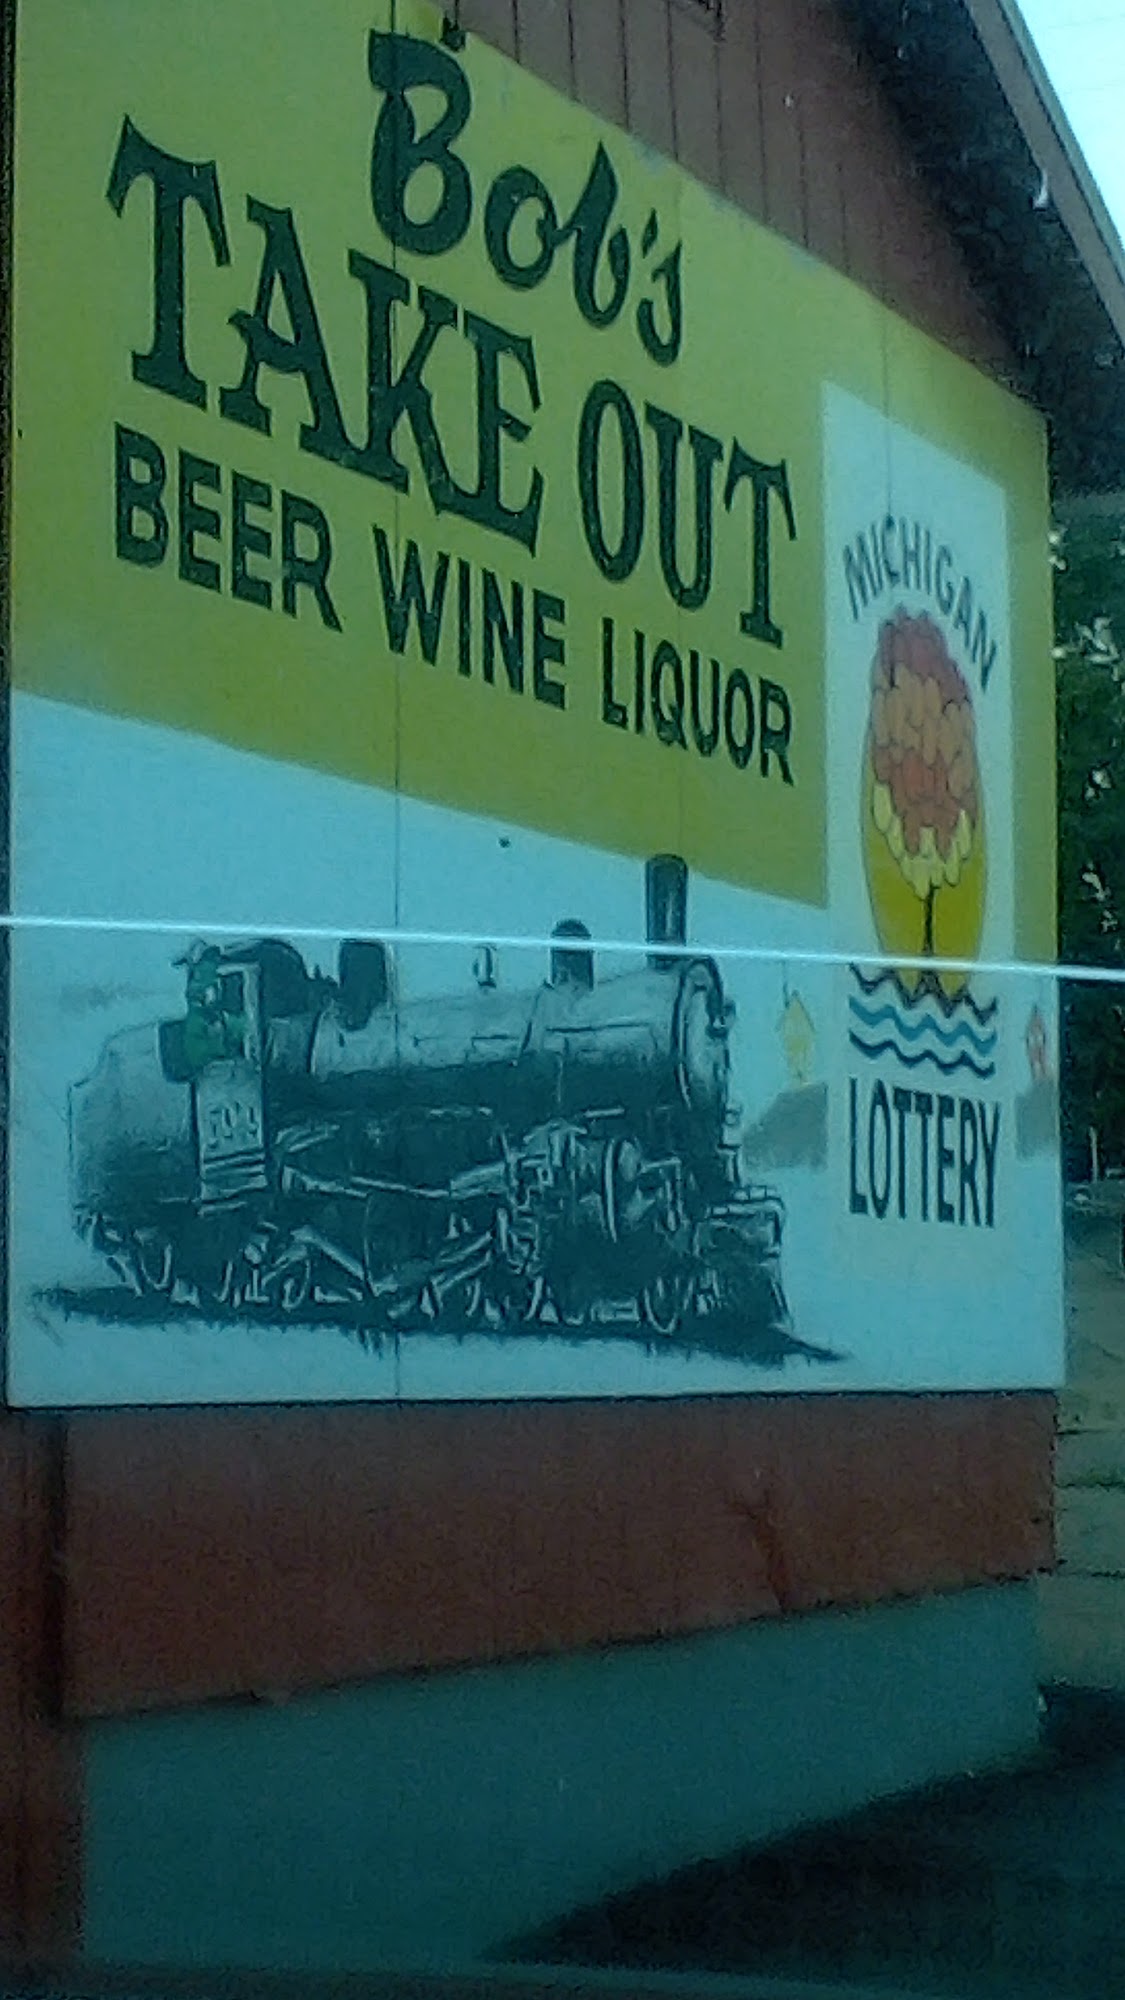 Bob's
TAKE OUT
BEER WINE LIQUOR
MICHIGAN
LOTTERY